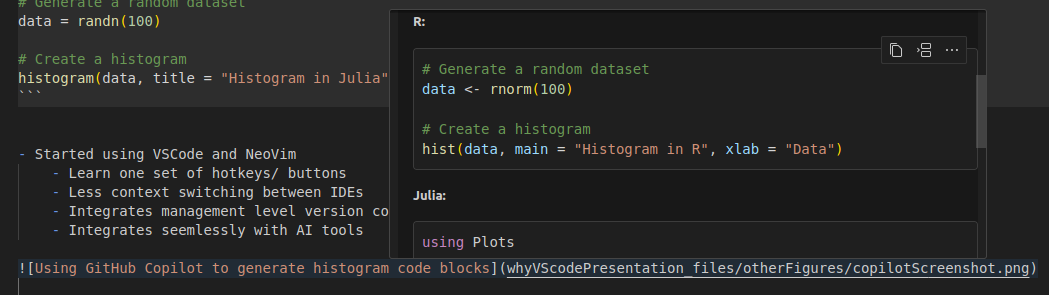 # Generate a random dataset
data = randn(100)
# Create a histogram
histogram(data, title = "Histogram in Julia"
```
- Started using VSCode and NeoVim
- Learn one set of hotkeys/ buttons
- Less context switching between IDEs
- Integrates management level version co
- Integrates seemlessly with AI tools
![Using GitHub Copilot to generate histogram code blocks](whyVScodePresentation_files/otherFigures/copilotScreenshot.png)
R:
# Generate a random dataset
data <- rnorm(100)
# Create a histogram
hist(data, main = "Histogram in R", xlab = "Data")
Julia:
using Plots